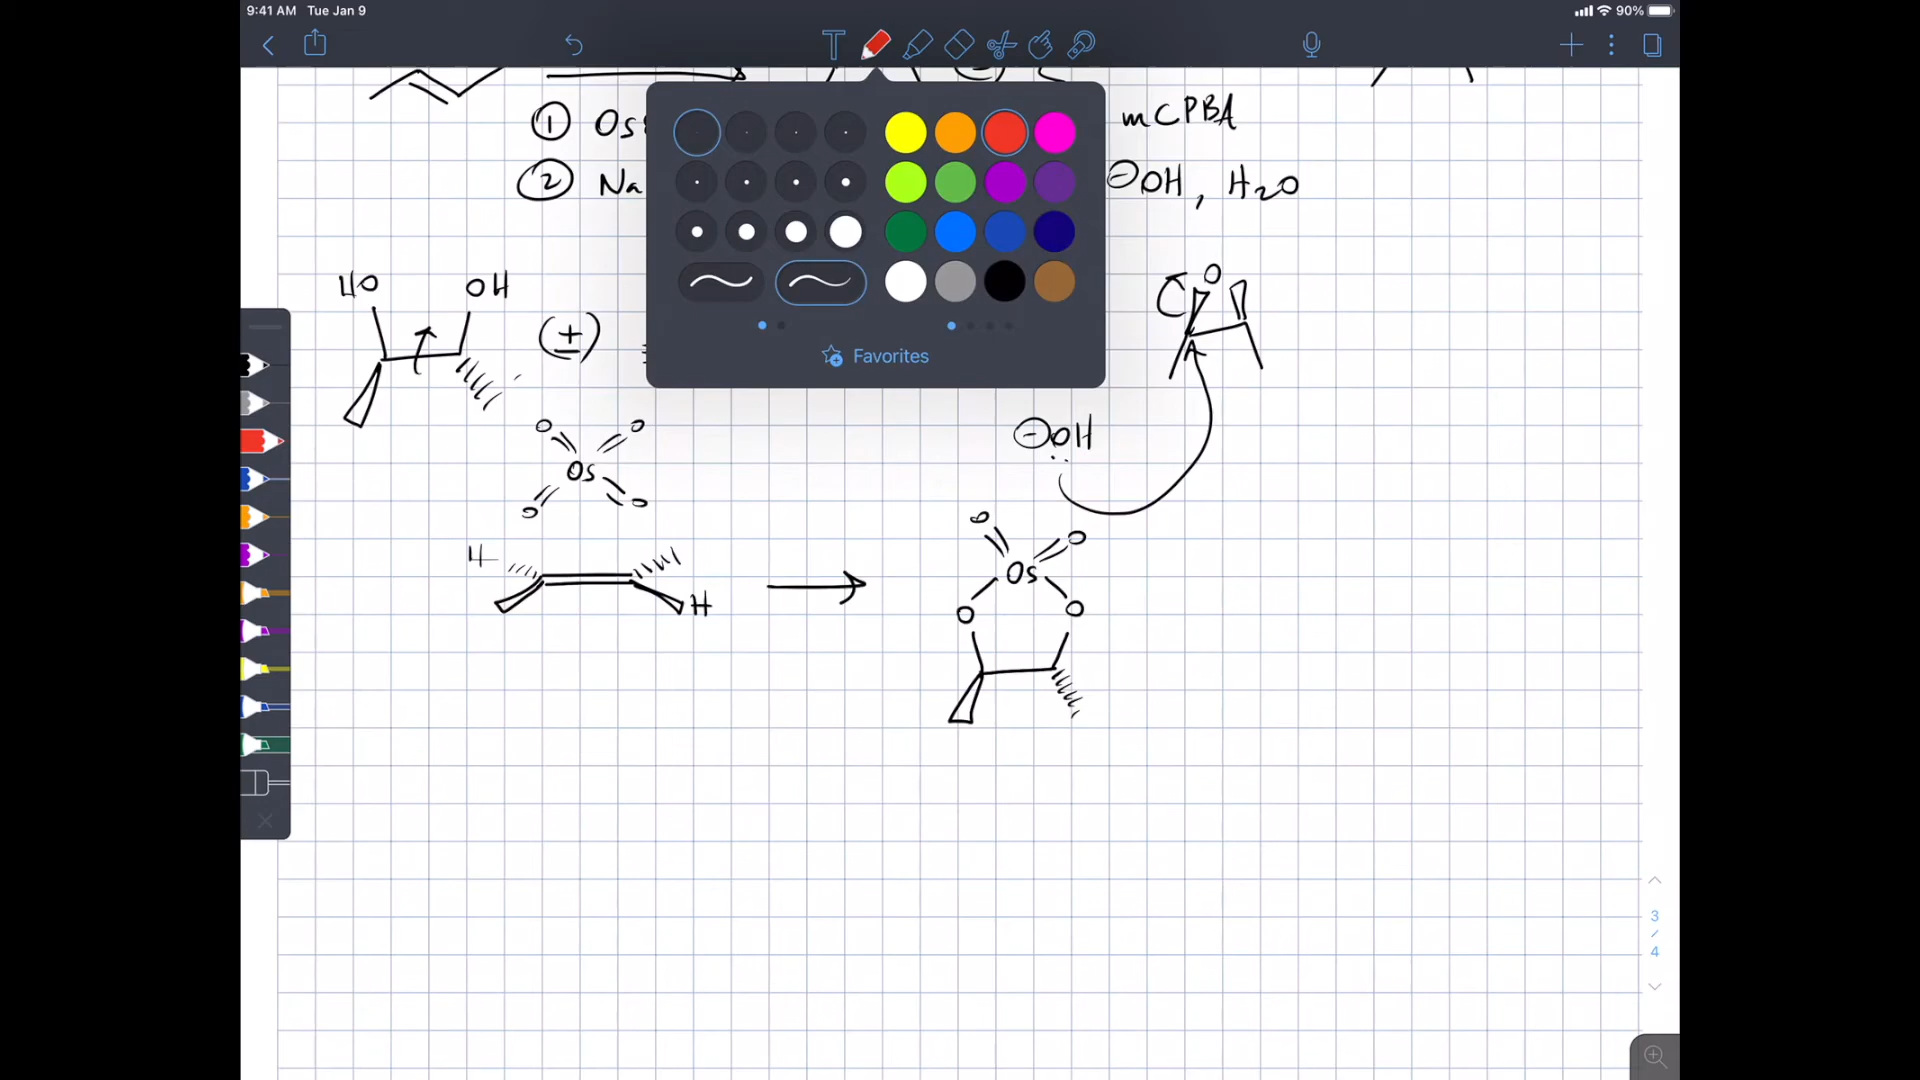 9:41 AM Tue Jan 9
90%
T
① Os
mCPBA
② Na
⊖OH, H2O
Favorites
HO OH
(±)
O
O O
Os
O O
⊖OH
H
H
O O
Os
O O
3
/
4